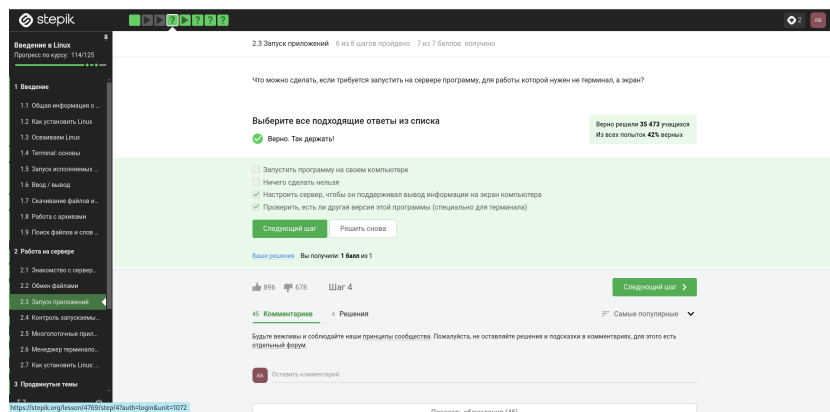 stepik
? ? ? ?
2
АБ
Введение в Linux
Прогресс по курсу: 114/125
1 Введение
1.1 Общая информация о ...
1.2 Как установить Linux
1.3 Осваиваем Linux
1.4 Terminal: основы
1.5 Запуск исполняемых ...
1.6 Ввод / вывод
1.7 Скачивание файлов и...
1.8 Работа с архивами
1.9 Поиск файлов и слов ...
2 Работа на сервере
2.1 Знакомство с сервер...
2.2 Обмен файлами
2.3 Запуск приложений
2.4 Контроль запускаемы...
2.5 Многопоточные прил...
2.6 Менеджер терминало...
2.7 Как установить Linux: ...
3 Продвинутые темы
https://stepik.org/lesson/4769/step/4?auth=login&unit=1072
2.3 Запуск приложений 6 из 8 шагов пройдено 7 из 7 баллов получено
Что можно сделать, если требуется запустить на сервере программу, для работы которой нужен не терминал, а экран?
Выберите все подходящие ответы из списка
Верно. Так держать!
Верно решили 35 473 учащихся
Из всех попыток 42% верных
Запустить программу на своем компьютере
Ничего сделать нельзя
Настроить сервер, чтобы он поддерживал вывод информации на экран компьютера
Проверить, есть ли другая версия этой программы (специально для терминала)
Следующий шаг Решить снова
Ваши решения Вы получили: 1 балл из 1
896 678 Шаг 4 Следующий шаг
45 Комментариев 4 Решения Самые популярные
Будьте вежливы и соблюдайте наши принципы сообщества. Пожалуйста, не оставляйте решения и подсказки в комментариях, для этого есть
отдельный форум.
АБ Оставить комментарий
Показать обсуждения (45)